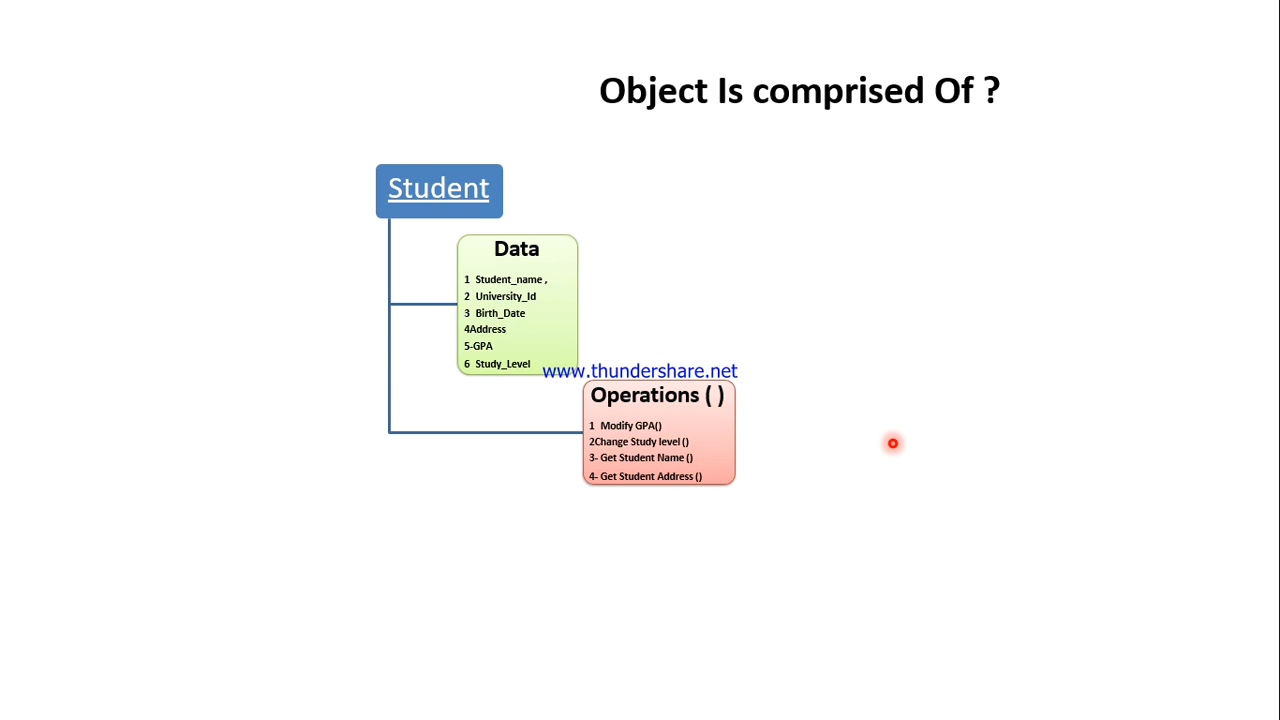 Object Is comprised Of ?
Student
Data
1 Student_name ,
2 University_Id
3 Birth_Date
4Address
5-GPA
6 Study_Level
www.thundershare.net
Operations ( )
1 Modify GPA()
2Change Study level ()
3- Get Student Name ()
4- Get Student Address ()